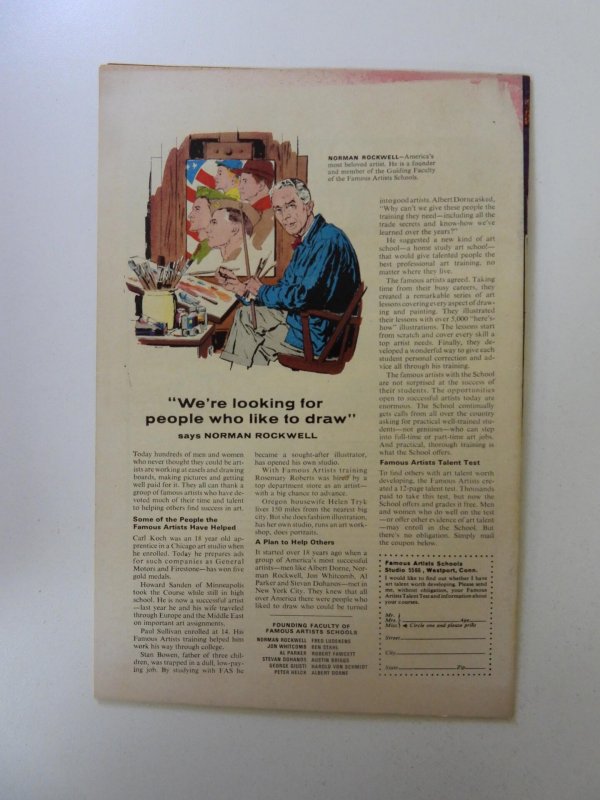 NORMAN ROCKWELL—America's
most beloved artist. He is a founder
and member of the Guiding Faculty
of the Famous Artists Schools.
"We're looking for
people who like to draw"
says NORMAN ROCKWELL
Today hundreds of men and women
who never thought they could be art-
ists are working at easels and drawing
boards, making pictures and getting
well paid for it. They all can thank a
group of famous artists who have de-
voted much of their time and talent
to helping others find success in art.
Some of the People the
Famous Artists Have Helped
Carl Koch was an 18 year old ap-
prentice in a Chicago art studio when
he enrolled. Today he prepares ads
for such companies as General
Motors and Firestone—has won five
gold medals.
Howard Sanden of Minneapolis
took the Course while still in high
school. He is now a successful artist
—last year he and his wife traveled
through Europe and the Middle East
on important art assignments.
Paul Sullivan enrolled at 14. His
Famous Artists training helped him
work his way through college.
Stan Bowen, father of three chil-
dren, was trapped in a dull, low-pay-
ing job. By studying with FAS he
became a sought-after illustrator,
has opened his own studio.
With Famous Artists training
Rosemary Roberts was hired by a
top department store as an artist—
with a big chance to advance.
Oregon housewife Helen Tryk
lives 150 miles from the nearest big
city. But she does fashion illustration,
has her own studio, runs an art work-
shop, does portraits.
A Plan to Help Others
It started over 18 years ago when a
group of America's most successful
artists—men like Albert Dorne, Nor-
man Rockwell, Jon Whitcomb, Al
Parker and Stevan Dohanos—met in
New York City. They knew that all
over America there were people who
liked to draw who could be turned
FOUNDING FACULTY OF
FAMOUS ARTISTS SCHOOLS
NORMAN ROCKWELL FRED LUDEKENS
JON WHITCOMB BEN STAHL
AL PARKER ROBERT FAWCETT
STEVAN DOHANOS AUSTIN BRIGGS
GEORGE GIUSTI HAROLD VON SCHMIDT
PETER HELCK ALBERT DORNE
into good artists. Albert Dorne asked,
"Why can't we give these people the
training they need—including all the
trade secrets and know-how we've
learned over the years?"
He suggested a new kind of art
school—a home study art school—
that would give talented people the
best professional art training, no
matter where they live.
The famous artists agreed. Taking
time from their busy careers, they
created a remarkable series of art
lessons covering every aspect of draw-
ing and painting. They illustrated
their lessons with over 5,000 "here's
how" illustrations. The lessons start
from scratch and cover every skill a
top artist needs. Finally, they de-
veloped a wonderful way to give each
student personal correction and ad-
vice all through his training.
The famous artists with the School
are not surprised at the success of
their students. The opportunities
open to successful artists today are
enormous. The School continually
gets calls from all over the country
asking for practical well-trained stu-
dents—not geniuses—who can step
into full-time or part-time art jobs.
And practical, thorough training is
what the School offers.
Famous Artists Talent Test
To find others with art talent worth
developing, the Famous Artists cre-
ated a 12-page talent test. Thousands
paid to take this test, but now the
School offers and grades it free. Men
and women who do well on the test
—or offer other evidence of art talent
—may enroll in the School. But
there's no obligation. Simply mail
the coupon below.
Famous Artists Schools
Studio 5566, Westport, Conn.
I would like to find out whether I have
art talent worth developing. Please send
me, without obligation, your Famous
Artists Talent Test and information about
your courses.
Mr.
Mrs. Age
Miss Circle one and please print
Street
City
State Zip